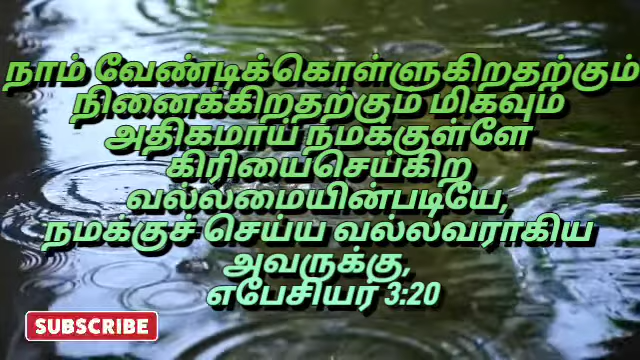 நாம் வேண்டிக்கொள்ளுகிறதற்கும்
நினைக்கிறதற்கும் மிகவும்
அதிகமாய் நமக்குள்ளே
கிரியைசெய்கிற
வல்லமையின்படியே,
நமக்குச் செய்ய வல்லவராகிய
அவருக்கு,
எபேசியர் 3:20
SUBSCRIBE